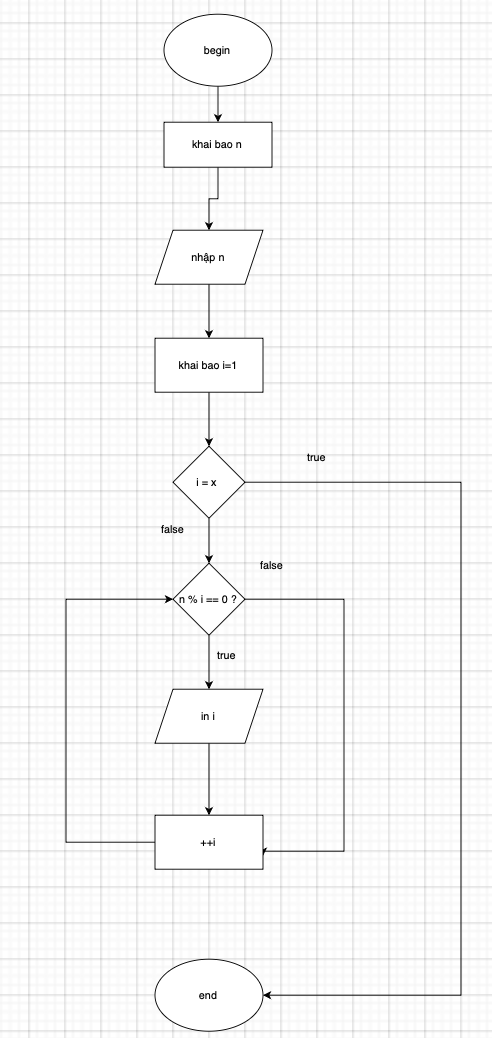 begin
khai bao n
nhập n
khai bao i=1
true
i = x
false
false
n % i == 0 ?
true
in i
++i
end